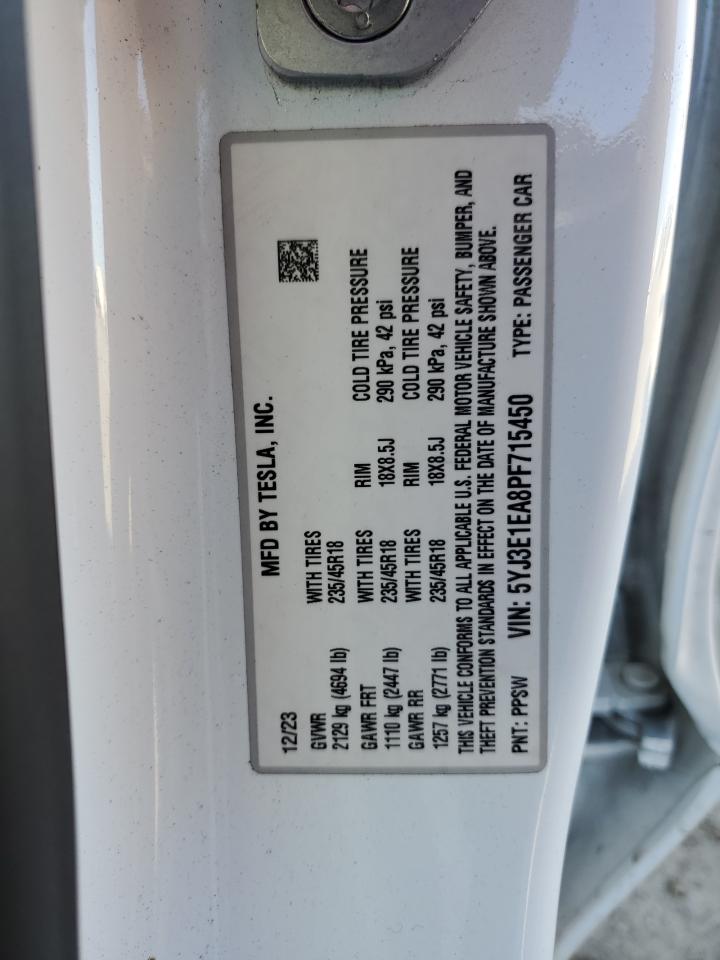 MFD BY TESLA, INC.
12/23
GVWR WITH TIRES
2129 kg (4694 lb) 235/45R18
GAWR FRT WITH TIRES RIM COLD TIRE PRESSURE
1110 kg (2447 lb) 235/45R18 18X8.5J 290 kPa, 42 psi
GAWR RR WITH TIRES RIM COLD TIRE PRESSURE
1257 kg (2771 lb) 235/45R18 18X8.5J 290 kPa, 42 psi
THIS VEHICLE CONFORMS TO ALL APPLICABLE U.S. FEDERAL MOTOR VEHICLE SAFETY, BUMPER, AND
THEFT PREVENTION STANDARDS IN EFFECT ON THE DATE OF MANUFACTURE SHOWN ABOVE.
PNT: PPSW VIN: 5YJ3E1EA8PF715450 TYPE: PASSENGER CAR